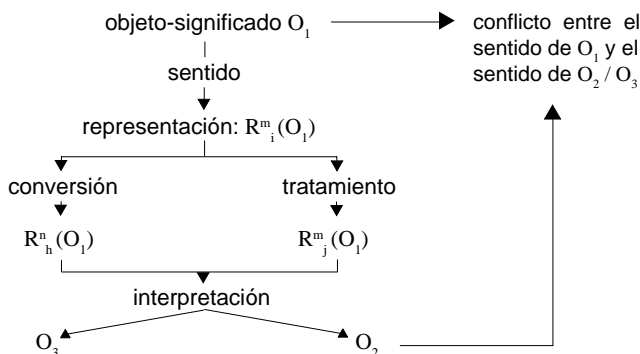 objeto-significado O₁
conflicto entre el
sentido de O₁ y el
sentido de O₂ / O₃
sentido
representación: Rᵐᵢ(O₁)
conversión
tratamiento
Rⁿₕ(O₁)
Rᵐⱼ(O₁)
interpretación
O₃
O₂